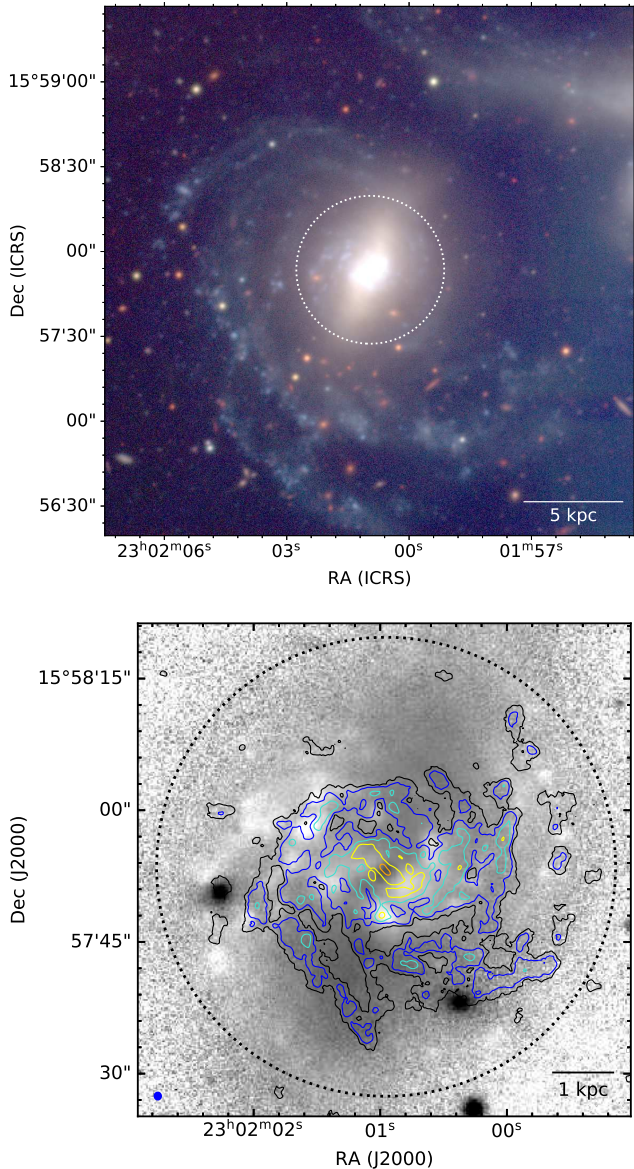 15°59'00"
58'30"
00"
57'30"
00"
56'30"
Dec (ICRS)
5 kpc
23ʰ02ᵐ06ˢ 03ˢ 00ˢ 01ˢ57ˢ
RA (ICRS)
15°58'15"
00"
57'45"
30"
Dec (J2000)
1 kpc
23ʰ02ᵐ02ˢ 01ˢ 00ˢ
RA (J2000)